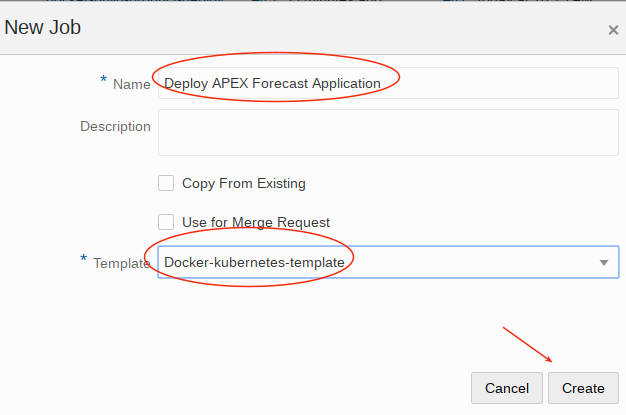 New Job
×
* Name Deploy APEX Forecast Application
Description
Copy From Existing
Use for Merge Request
* Template Docker-kubernetes-template
Cancel Create